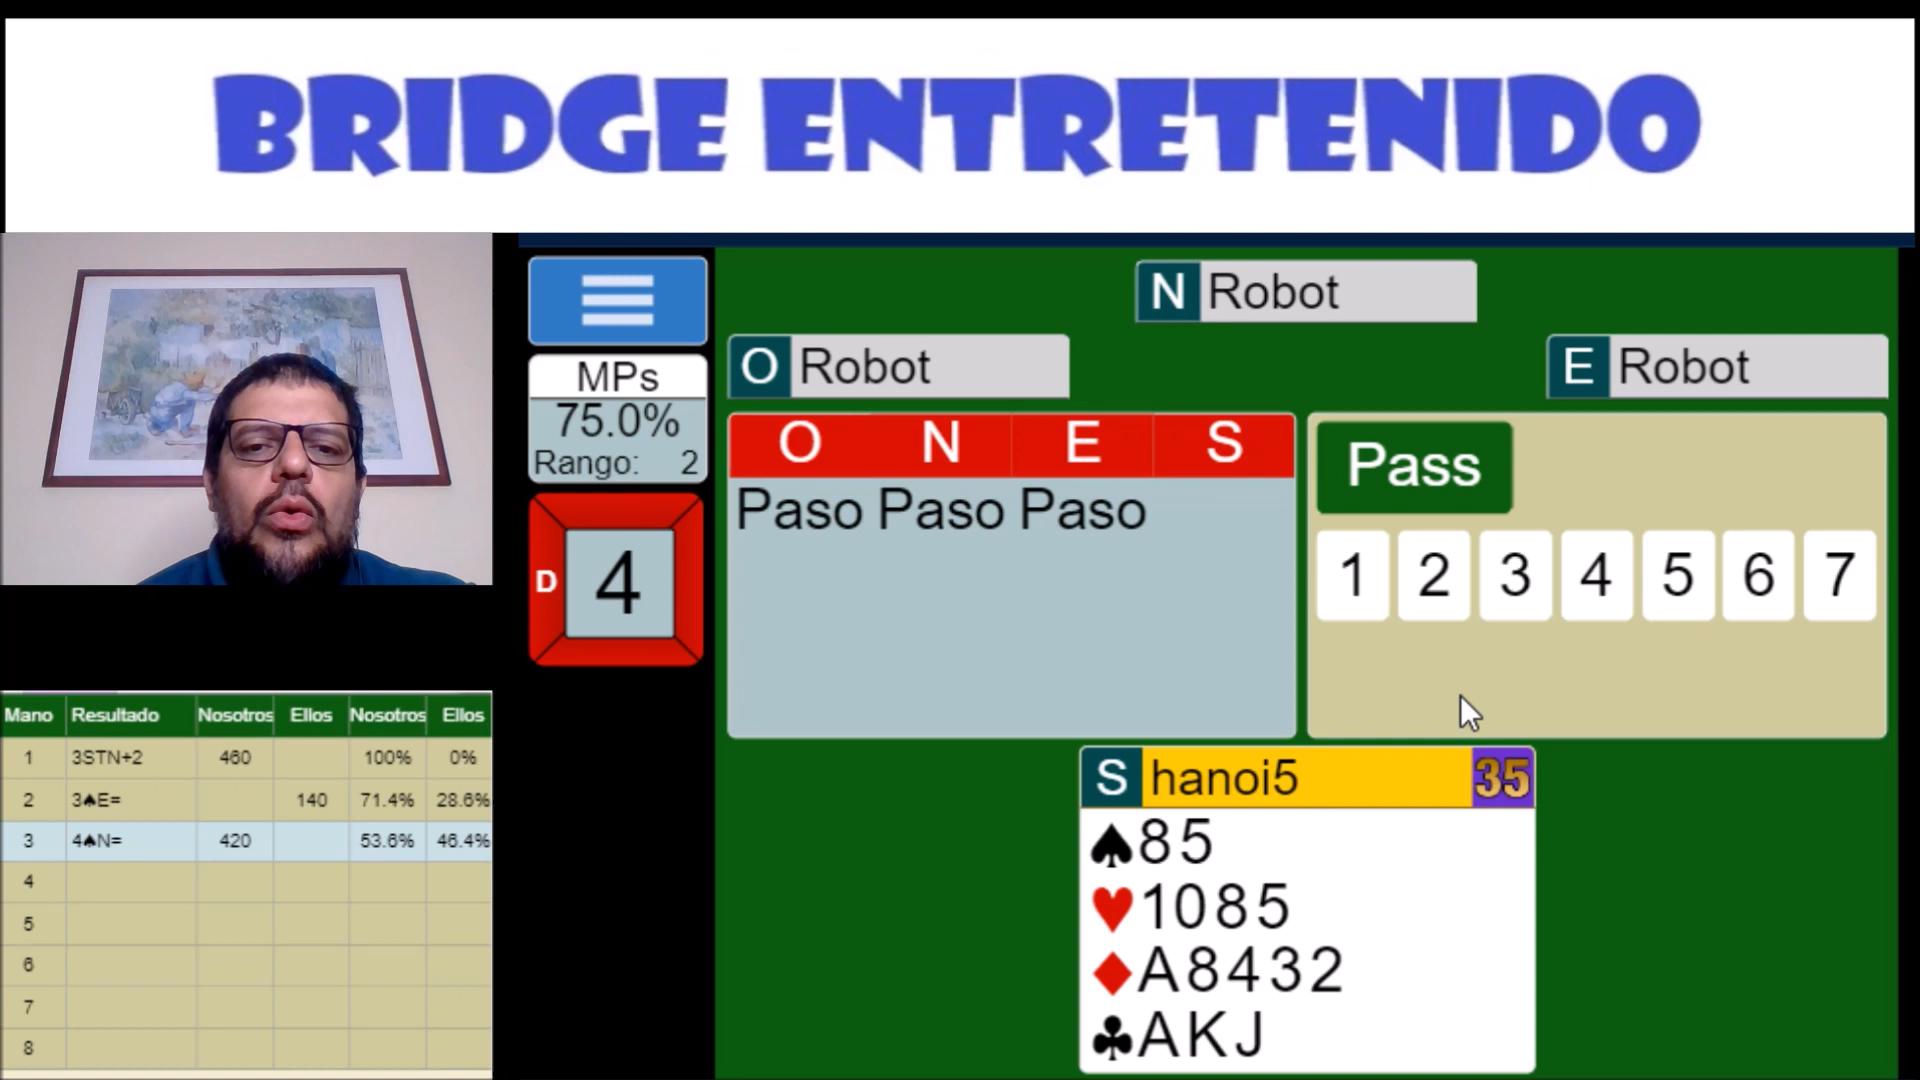 BRIDGE ENTRETENIDO
N Robot
O Robot
E Robot
MPs
75.0%
Rango: 2
D 4
O N E S
Paso Paso Paso
Pass
1 2 3 4 5 6 7
S hanoi5 35
♠85
♥1085
♦A8432
♣AKJ
Mano Resultado Nosotros Ellos Nosotros Ellos
1 3STN+2 460 100% 0%
2 3♠E= 140 71.4% 28.6%
3 4♠N= 420 53.6% 46.4%
4
5
6
7
8